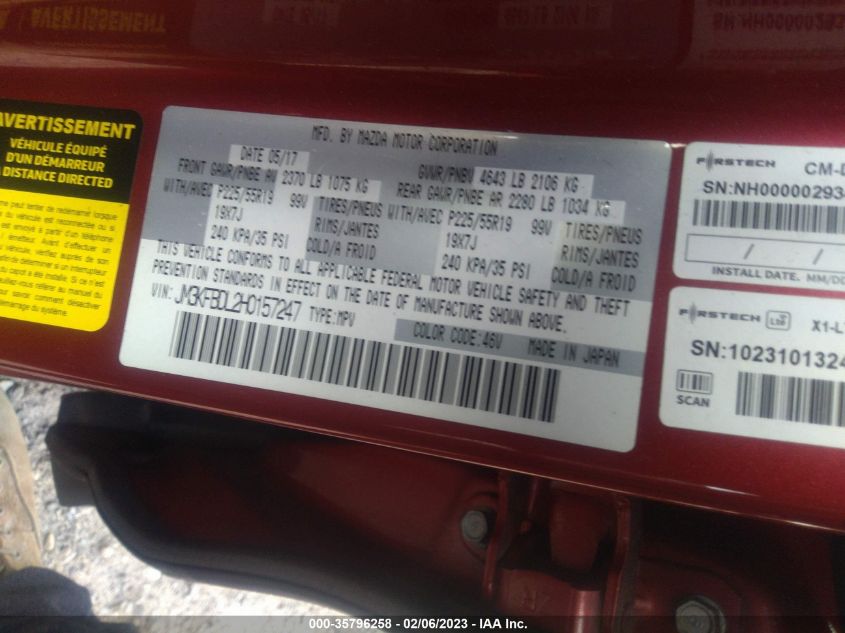 AVERTISSEMENT
VÉHICULE ÉQUIPÉ
D'UN DÉMARREUR
À DISTANCE DIRECTED
MFD. BY MAZDA MOTOR CORPORATION
DATE 05/17
GVWR/PNBV 4643 LB 2106 KG
FRONT GAWR/PNBE AV 2370 LB 1075 KG
REAR GAWR/PNBE AR 2280 LB 1034 KG
WITH/AVEC P225/55R19 99V TIRES/PNEUS
19X7J RIMS/JANTES
240 KPA/35 PSI COLD/A FROID
WITH/AVEC P225/55R19 99V TIRES/PNEUS
19X7J RIMS/JANTES
240 KPA/35 PSI COLD/A FROID
THIS VEHICLE CONFORMS TO ALL APPLICABLE FEDERAL MOTOR VEHICLE SAFETY AND THEFT
PREVENTION STANDARDS IN EFFECT ON THE DATE OF MANUFACTURE SHOWN ABOVE.
VIN: JM3KFBDL2H0157247 TYPE:MPV
COLOR CODE:46V MADE IN JAPAN
FIRSTECH CM-
SN:NH00000293
/ /
INSTALL DATE. MM/DD
FIRSTECH LTE X1-L
SN:1023101324
SCAN
000-35796258 - 02/06/2023 - IAA Inc.